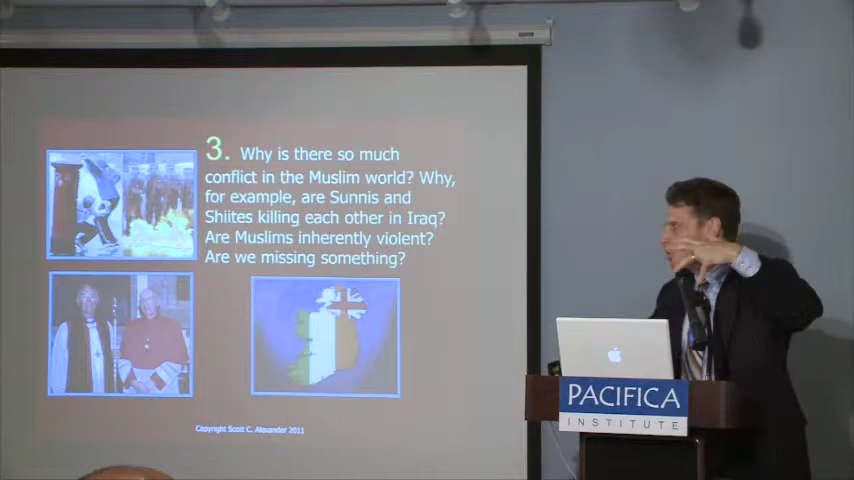 3. Why is there so much
conflict in the Muslim world? Why,
for example, are Sunnis and
Shiites killing each other in Iraq?
Are Muslims inherently violent?
Are we missing something?
Copyright Scott C. Alexander 2011
PACIFICA
INSTITUTE